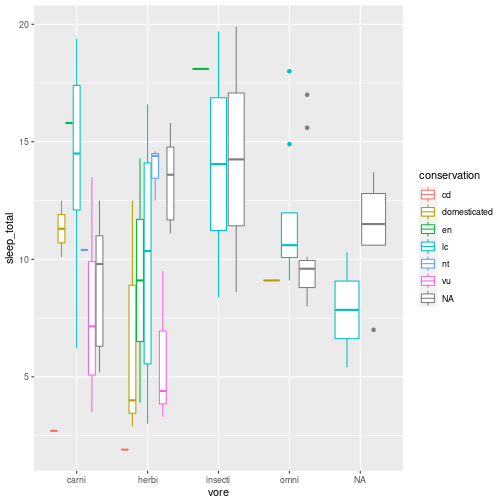 20
15
10
5
sleep_total
carni
herbi
insecti
omni
NA
vore
conservation
cd
domesticated
en
lc
nt
vu
NA